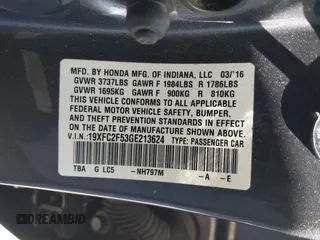 MFD. BY HONDA MFG. OF INDIANA, LLC 03/'16
GVWR 3737LBS GAWR F 1984LBS R 1786LBS
GVWR 1695KG GAWR F 900KG R 810KG
THIS VEHICLE CONFORMS TO ALL APPLICABLE
FEDERAL MOTOR VEHICLE SAFETY, BUMPER,
AND THEFT PREVENTION STANDARDS IN EFFECT
ON THE DATE OF MANUFACTURE SHOWN ABOVE.
V.I.N.: 19XFC2F53GE213624 TYPE: PASSENGER CAR
TBA G LC5 -NH797M -A -E
© ForbidBid.com